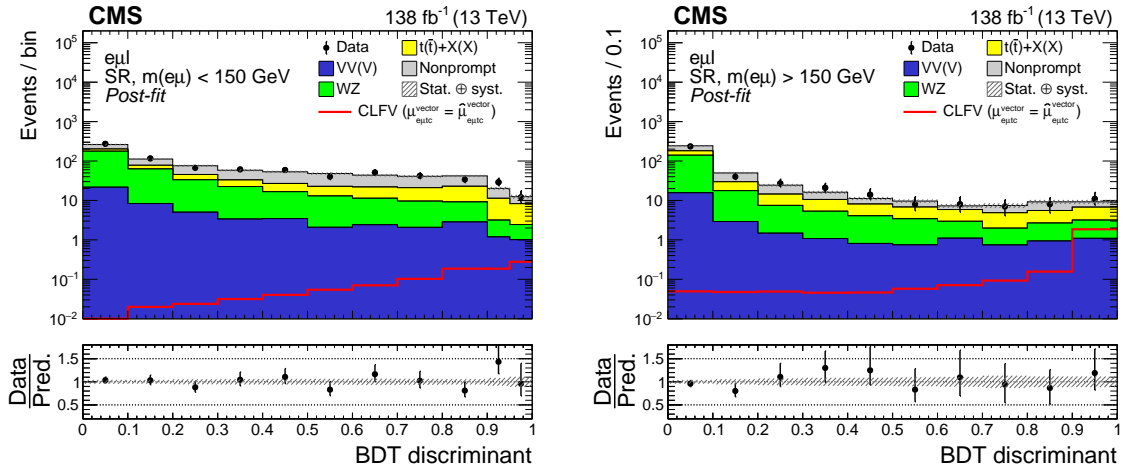 CMS 138 fb⁻¹ (13 TeV)
Events / bin
10⁵
10⁴
10³
10²
10
1
10⁻¹
10⁻²
eμl
SR, m(eμ) < 150 GeV
Post-fit
Data
t(t̄)+X(X)
VV(V)
Nonprompt
WZ
Stat. ⊕ syst.
CLFV (μ^vector_eμtc = μ̂^vector_eμtc)
Data
Pred.
1.5
1
0.5
0 0.1 0.2 0.3 0.4 0.5 0.6 0.7 0.8 0.9 1
BDT discriminant
CMS 138 fb⁻¹ (13 TeV)
Events / 0.1
10⁵
10⁴
10³
10²
10
1
10⁻¹
10⁻²
eμl
SR, m(eμ) > 150 GeV
Post-fit
Data
t(t̄)+X(X)
VV(V)
Nonprompt
WZ
Stat. ⊕ syst.
CLFV (μ^vector_eμtc = μ̂^vector_eμtc)
Data
Pred.
1.5
1
0.5
0 0.1 0.2 0.3 0.4 0.5 0.6 0.7 0.8 0.9 1
BDT discriminant